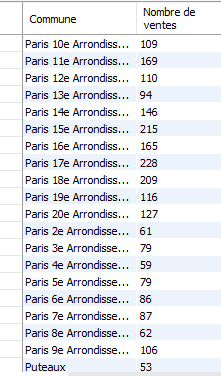 Commune Nombre de ventes
Paris 10e Arrondiss... 109
Paris 11e Arrondiss... 169
Paris 12e Arrondiss... 110
Paris 13e Arrondiss... 94
Paris 14e Arrondiss... 146
Paris 15e Arrondiss... 215
Paris 16e Arrondiss... 165
Paris 17e Arrondiss... 228
Paris 18e Arrondiss... 209
Paris 19e Arrondiss... 116
Paris 20e Arrondiss... 127
Paris 2e Arrondisse... 61
Paris 3e Arrondisse... 79
Paris 4e Arrondisse... 59
Paris 5e Arrondisse... 79
Paris 6e Arrondisse... 86
Paris 7e Arrondisse... 87
Paris 8e Arrondisse... 62
Paris 9e Arrondisse... 106
Puteaux 53